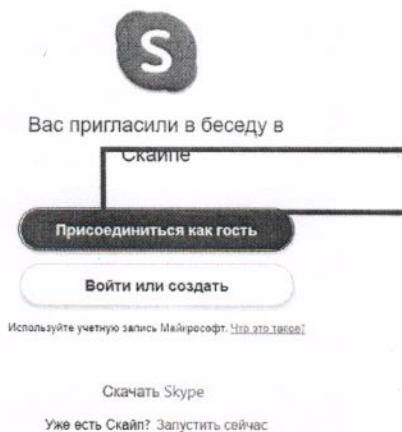 S
Вас пригласили в беседу в
Скайпе
Присоединиться как гость
Войти или создать
Используйте учетную запись Майкрософт. Что это такое?
Скачать Skype
Уже есть Скайп? Запустить сейчас